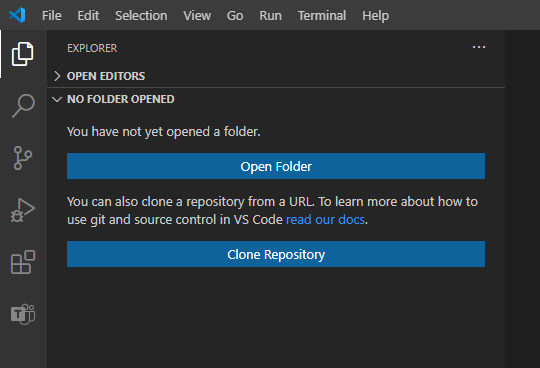 File Edit Selection View Go Run Terminal Help
EXPLORER
OPEN EDITORS
NO FOLDER OPENED
You have not yet opened a folder.
Open Folder
You can also clone a repository from a URL. To learn more about how to
use git and source control in VS Code read our docs.
Clone Repository
T